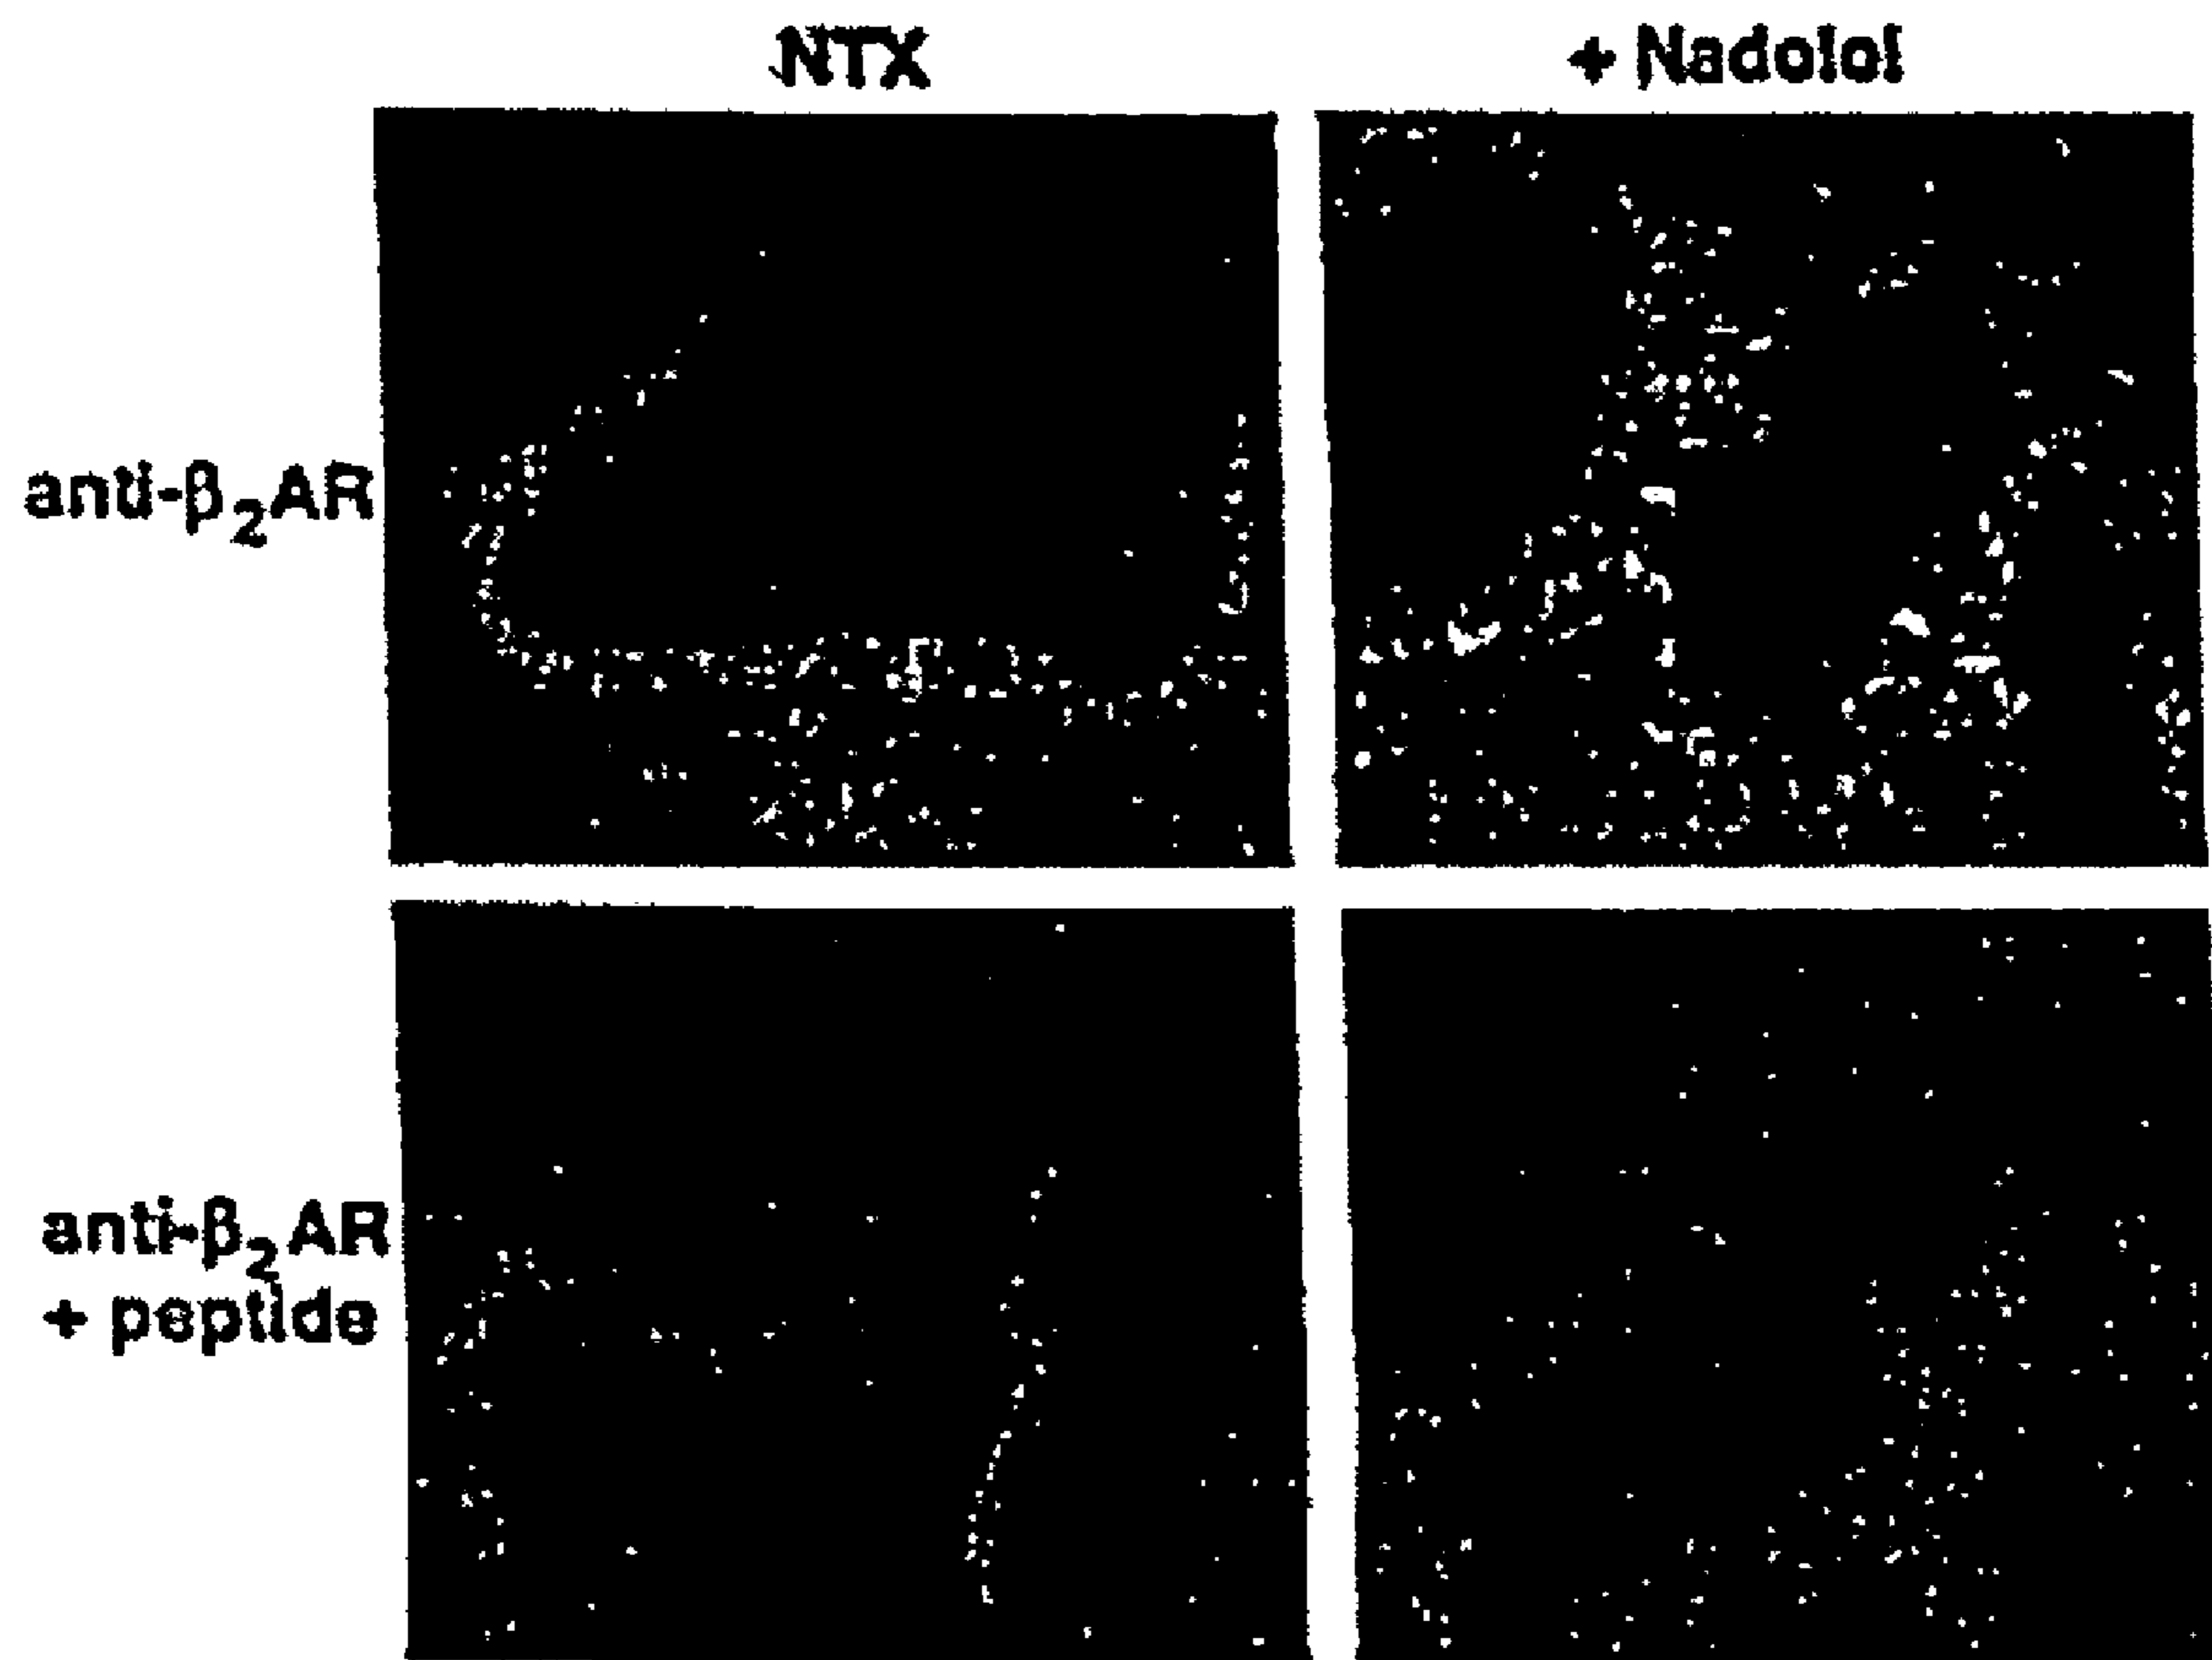 NTX
+ Nadolol
anti-β₂AR
anti-β₂AR
+ peptide